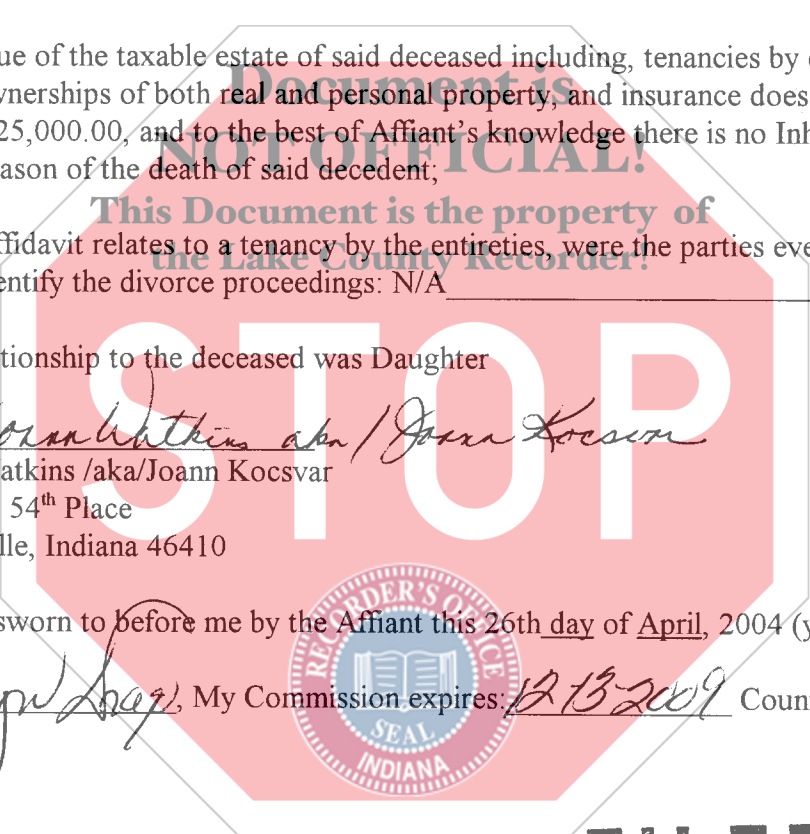 ue of the taxable estate of said deceased including, tenancies by
Document is
wnerships of both real and personal property, and insurance does
25,000.00, and to the best of Affiant's knowledge there is no Inh
NOT OFFICIAL!
ason of the death of said decedent;
This Document is the property of
ffidavit relates to a tenancy by the entireties, were the parties eve
the Lake County Recorder!
entify the divorce proceedings: N/A
STOP
tionship to the deceased was Daughter
Joann Watkins aka / Joann Kocsvar
atkins /aka/Joann Kocsvar
54th Place
lle, Indiana 46410
RECORDER'S OFFICE
sworn to before me by the Affiant this 26th day of April, 2004 (y
, My Commission expires: 12-13-2009 Coun
SEAL
INDIANA